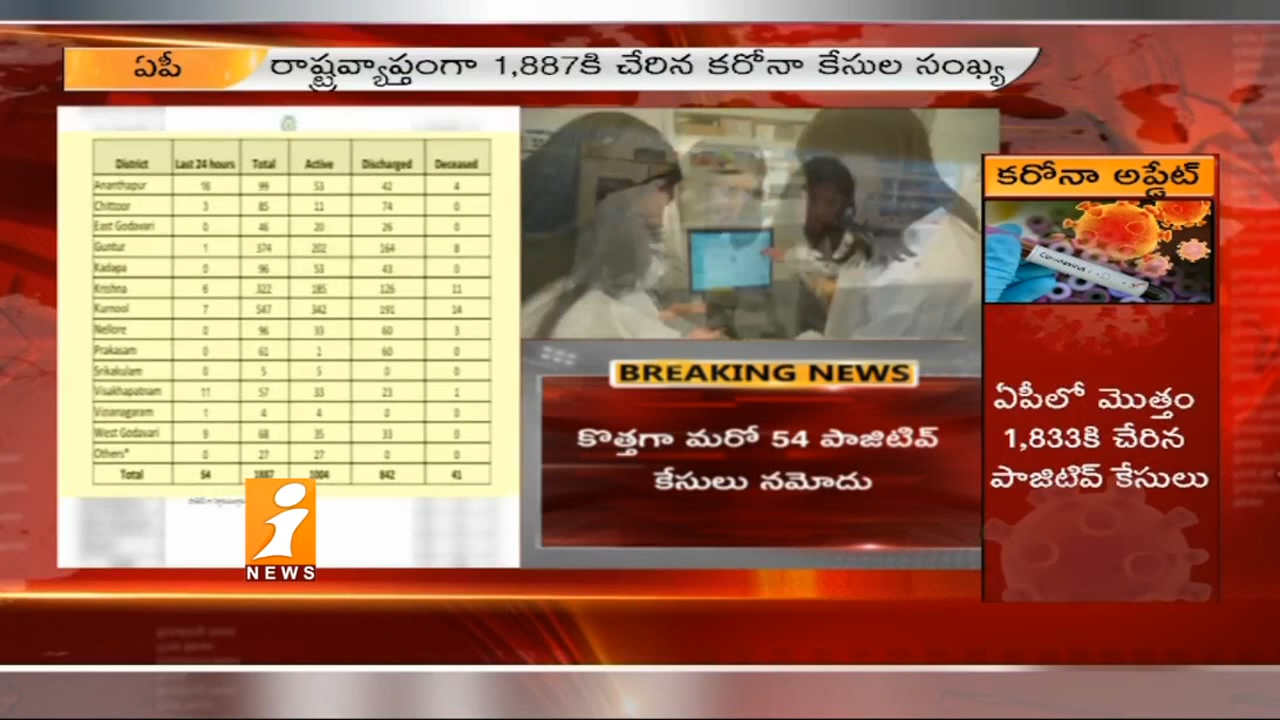 ఏపీ రాష్ట్రవ్యాప్తంగా 1,887కి చేరిన కరోనా కేసుల సంఖ్య
District Last 24 hours Total Active Discharged Deceased
Ananthapur 16 99 53 42 4
Chittoor 3 85 11 74 0
East Godavari 0 46 20 26 0
Guntur 1 374 202 164 8
Kadapa 0 96 53 43 0
Krishna 6 322 185 126 11
Kurnool 7 547 342 191 14
Nellore 0 96 33 60 3
Prakasam 0 61 1 60 0
Srikakulam 0 5 5 0 0
Visakhapatnam 11 57 33 23 1
Vizianagaram 1 4 4 0 0
West Godavari 9 68 35 33 0
Others* 0 27 27 0 0
Total 54 1887 1004 842 41
i
NEWS
BREAKING NEWS
కొత్తగా మరో 54 పాజిటివ్
కేసులు నమోదు
కరోనా అప్డేట్
ఏపీలో మొత్తం
1,833కి చేరిన
పాజిటివ్ కేసులు